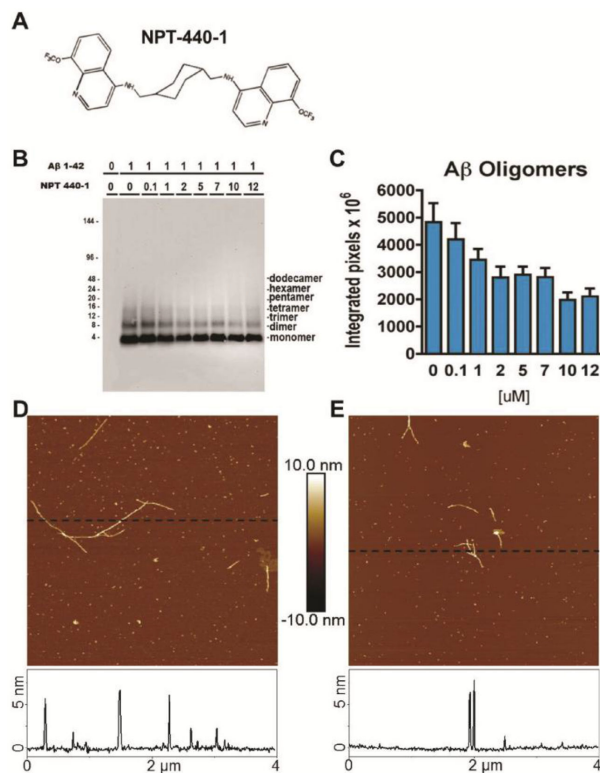 A
NPT-440-1
F₃CO
N
NH
NH
N
OCF₃
B
Aβ 1-42 0 1 1 1 1 1 1 1 1
NPT 440-1 0 0 0.1 1 2 5 7 10 12
144 -
96 -
48 -
24 -
20 -
16 -
12 -
8 -
4 -
dodecamer
hexamer
pentamer
tetramer
trimer
dimer
monomer
C
Aβ Oligomers
Integrated pixels x 10⁶
6000
5000
4000
3000
2000
1000
0
0 0.1 1 2 5 7 10 12
[uM]
D
10.0 nm
-10.0 nm
E
5 nm
0
0 2 µm 4
5 nm
0
0 2 µm 4